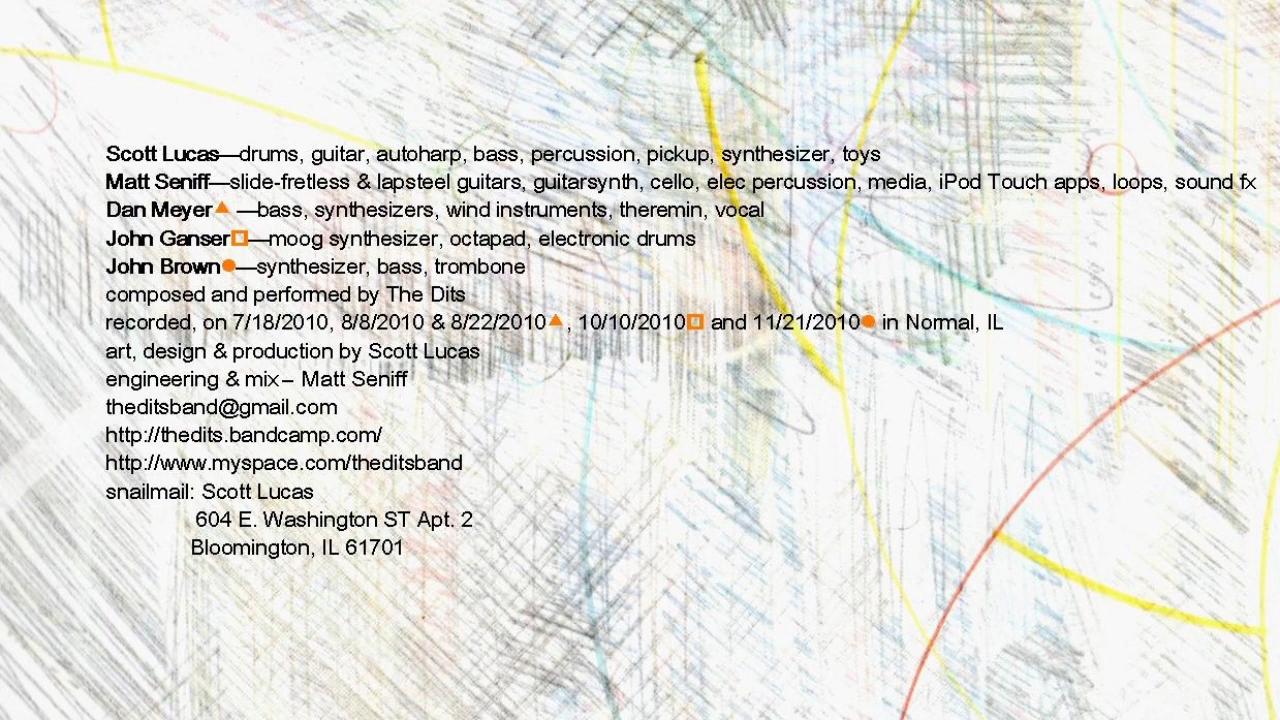 Scott Lucas—drums, guitar, autoharp, bass, percussion, pickup, synthesizer, toys
Matt Seniff—slide-fretless & lapsteel guitars, guitarsynth, cello, elec percussion, media, iPod Touch apps, loops, sound fx
Dan Meyer▲ —bass, synthesizers, wind instruments, theremin, vocal
John Ganser□—moog synthesizer, octapad, electronic drums
John Brown●—synthesizer, bass, trombone
composed and performed by The Dits
recorded, on 7/18/2010, 8/8/2010 & 8/22/2010▲, 10/10/2010□ and 11/21/2010● in Normal, IL
art, design & production by Scott Lucas
engineering & mix– Matt Seniff
theditsband@gmail.com
http://thedits.bandcamp.com/
http://www.myspace.com/theditsband
snailmail: Scott Lucas
604 E. Washington ST Apt. 2
Bloomington, IL 61701